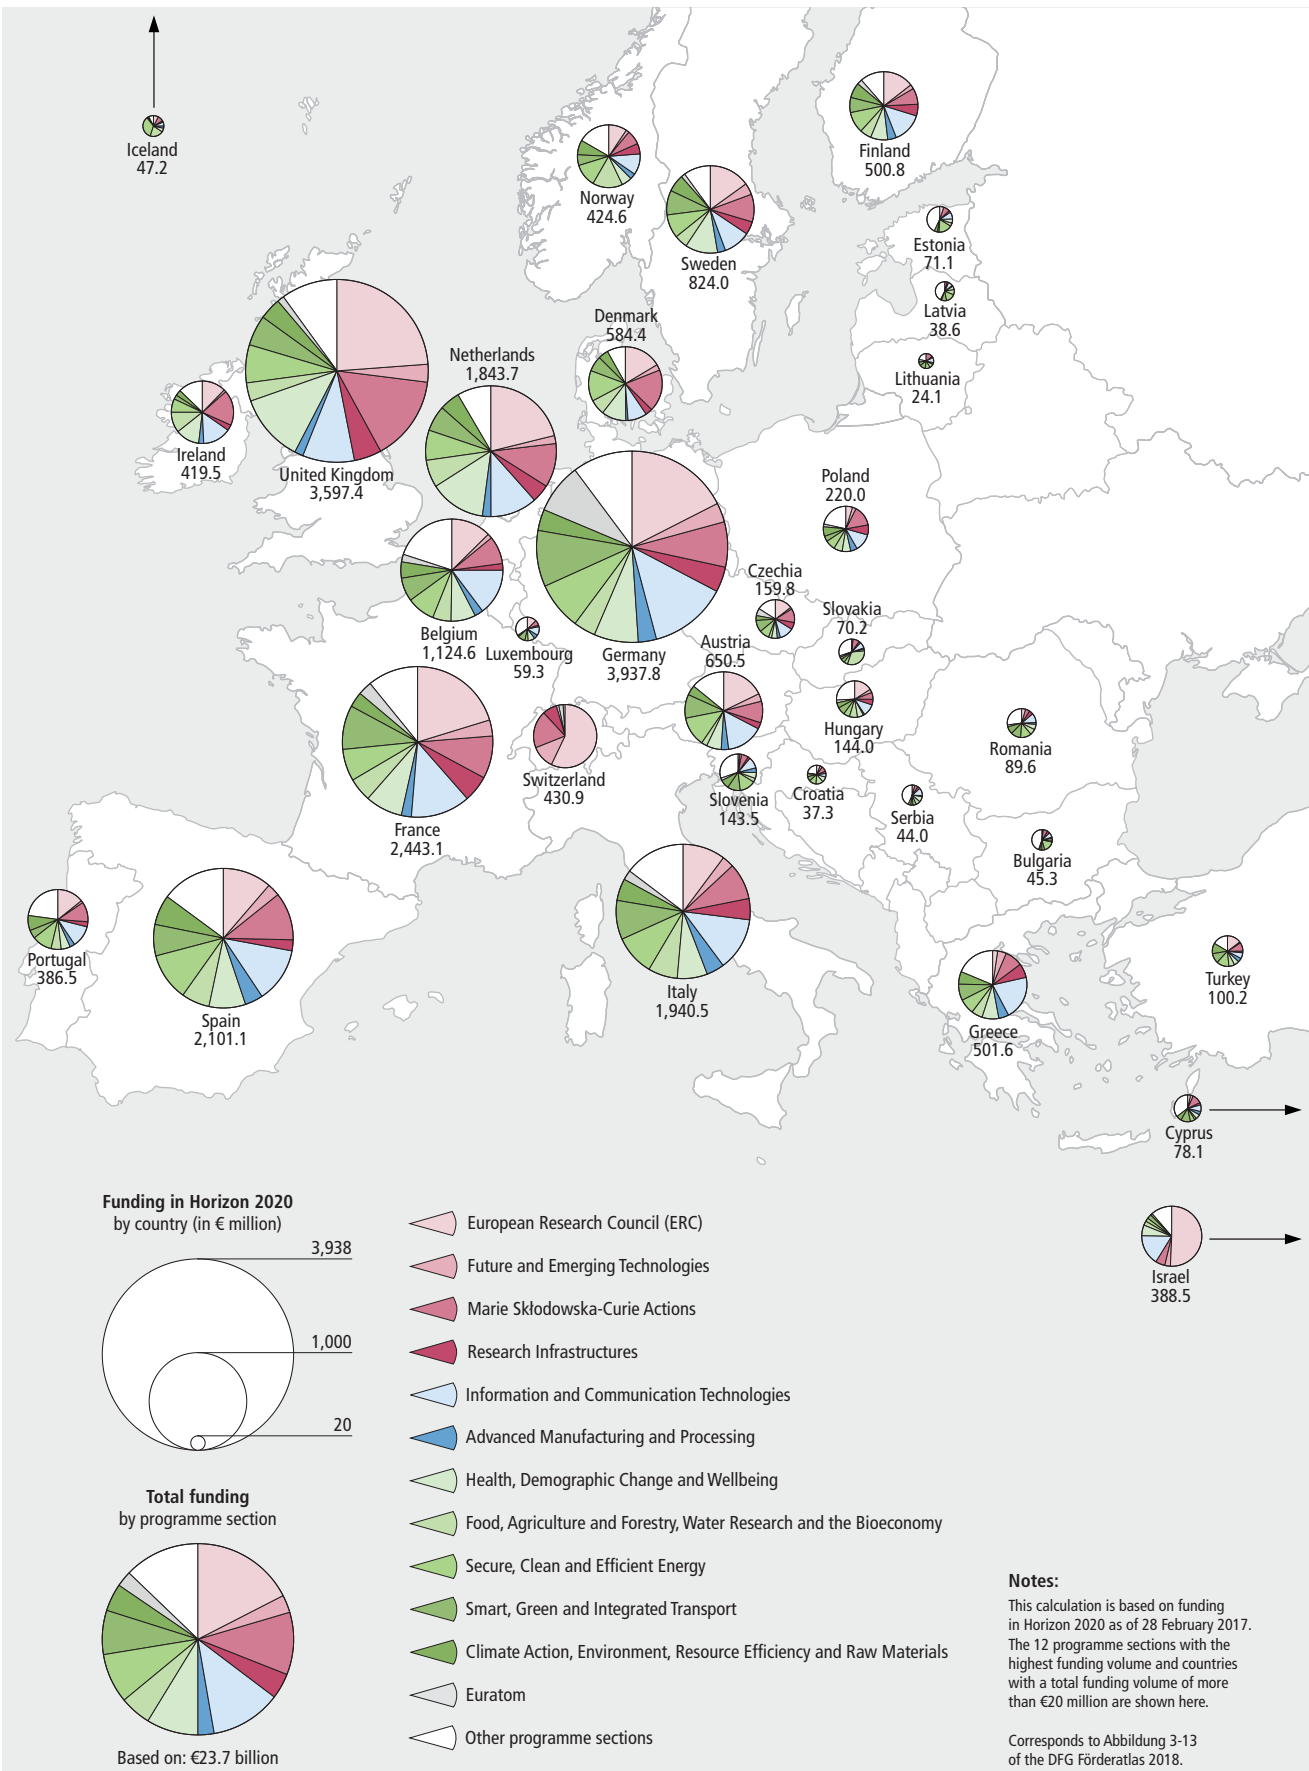 Iceland
47.2
Norway
424.6
Finland
500.8
Sweden
824.0
Estonia
71.1
Latvia
38.6
Lithuania
24.1
Denmark
584.4
Netherlands
1,843.7
Ireland
419.5
United Kingdom
3,597.4
Poland
220.0
Belgium
1,124.6
Luxembourg
59.3
Germany
3,937.8
Czechia
159.8
Slovakia
70.2
Austria
650.5
Hungary
144.0
Romania
89.6
France
2,443.1
Switzerland
430.9
Slovenia
143.5
Croatia
37.3
Serbia
44.0
Bulgaria
45.3
Portugal
386.5
Spain
2,101.1
Italy
1,940.5
Greece
501.6
Turkey
100.2
Cyprus
78.1
Israel
388.5
Funding in Horizon 2020
by country (in € million)
3,938
1,000
20
Total funding
by programme section
Based on: €23.7 billion
European Research Council (ERC)
Future and Emerging Technologies
Marie Skłodowska-Curie Actions
Research Infrastructures
Information and Communication Technologies
Advanced Manufacturing and Processing
Health, Demographic Change and Wellbeing
Food, Agriculture and Forestry, Water Research and the Bioeconomy
Secure, Clean and Efficient Energy
Smart, Green and Integrated Transport
Climate Action, Environment, Resource Efficiency and Raw Materials
Euratom
Other programme sections
Notes:
This calculation is based on funding
in Horizon 2020 as of 28 February 2017.
The 12 programme sections with the
highest funding volume and countries
with a total funding volume of more
than €20 million are shown here.
Corresponds to Abbildung 3-13
of the DFG Förderatlas 2018.